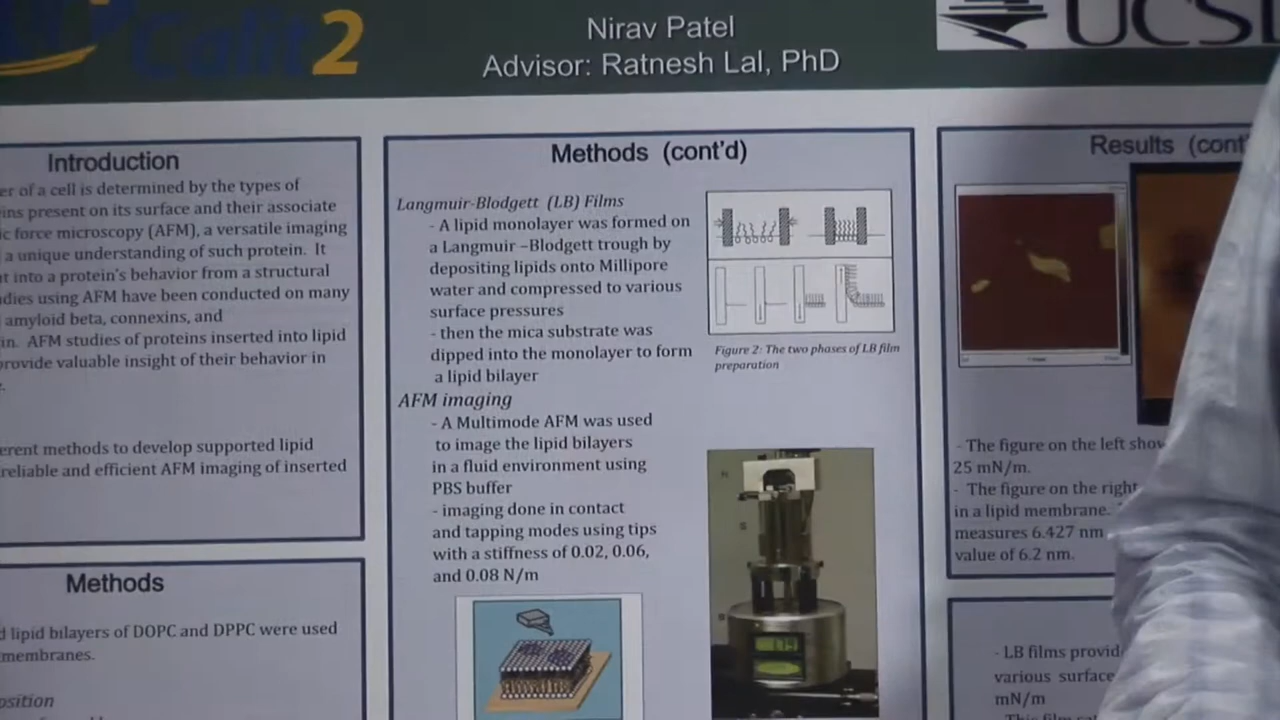 Calit2
Nirav Patel
Advisor: Ratnesh Lal, PhD
UCS
Introduction
er of a cell is determined by the types of
ins present on its surface and their associate
ic force microscopy (AFM), a versatile imaging
a unique understanding of such protein. It
t into a protein's behavior from a structural
dies using AFM have been conducted on many
amyloid beta, connexins, and
in. AFM studies of proteins inserted into lipid
provide valuable insight of their behavior in
erent methods to develop supported lipid
reliable and efficient AFM imaging of inserted
Methods
d lipid bilayers of DOPC and DPPC were used
membranes.
osition
Methods (cont'd)
Langmuir-Blodgett (LB) Films
- A lipid monolayer was formed on
a Langmuir –Blodgett trough by
depositing lipids onto Millipore
water and compressed to various
surface pressures
- then the mica substrate was
dipped into the monolayer to form
a lipid bilayer
AFM imaging
- A Multimode AFM was used
to image the lipid bilayers
in a fluid environment using
PBS buffer
- imaging done in contact
and tapping modes using tips
with a stiffness of 0.02, 0.06,
and 0.08 N/m
Figure 2: The two phases of LB film
preparation
Results (cont'
- The figure on the left show
25 mN/m.
- The figure on the right
in a lipid membrane.
measures 6.427 nm
value of 6.2 nm.
- LB films provid
various surface
mN/m